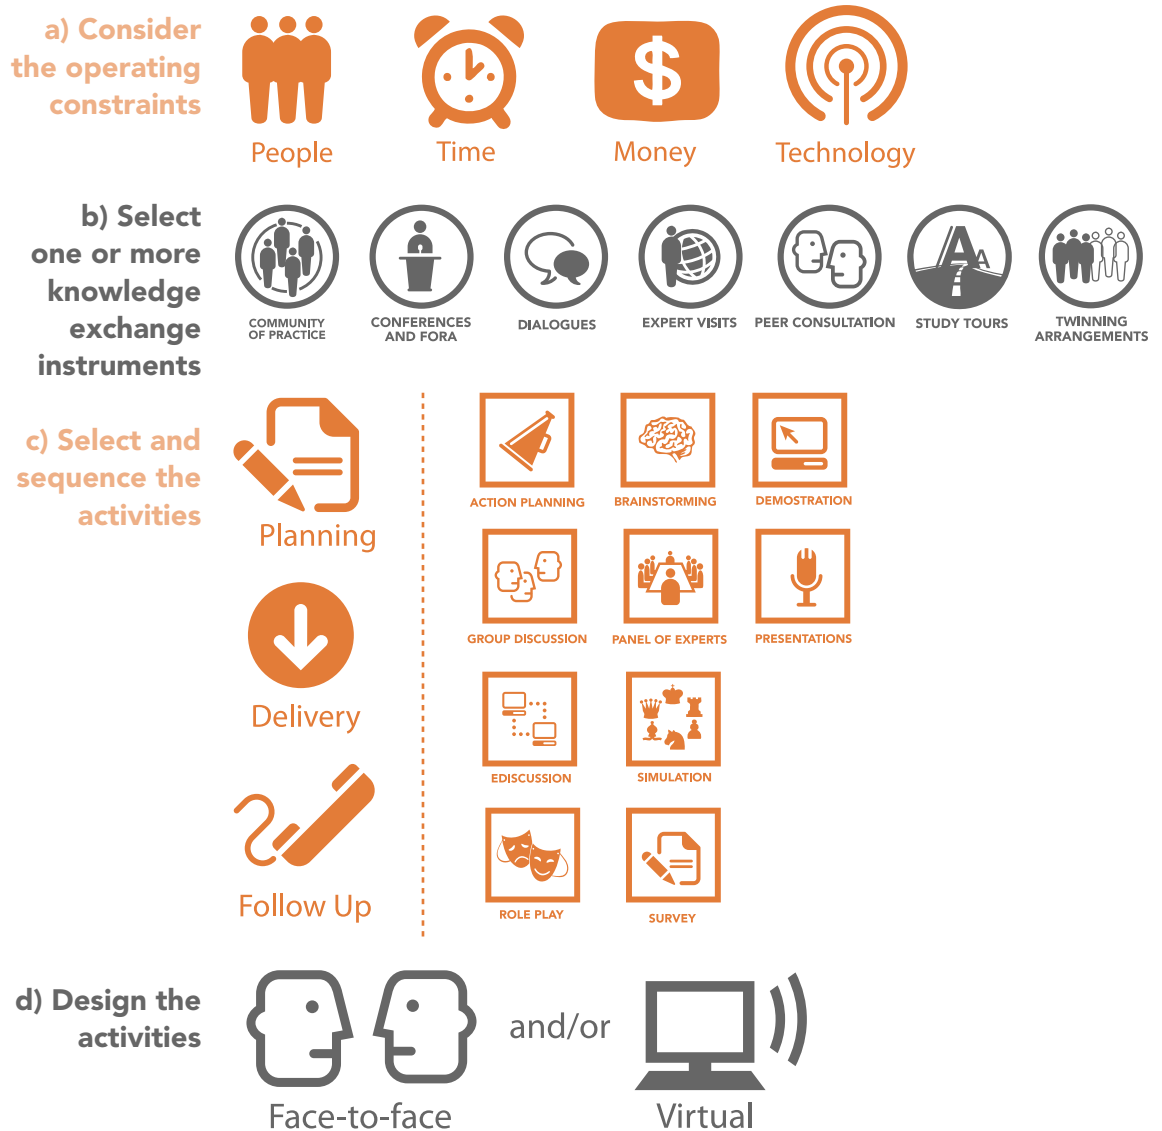 a) Consider
the operating
constraints
People
Time
Money
Technology
b) Select
one or more
knowledge
exchange
instruments
COMMUNITY
OF PRACTICE
CONFERENCES
AND FORA
DIALOGUES
EXPERT VISITS
PEER CONSULTATION
STUDY TOURS
TWINNING
ARRANGEMENTS
c) Select and
sequence the
activities
Planning
Delivery
Follow Up
ACTION PLANNING
BRAINSTORMING
DEMOSTRATION
GROUP DISCUSSION
PANEL OF EXPERTS
PRESENTATIONS
EDISCUSSION
SIMULATION
ROLE PLAY
SURVEY
d) Design the
activities
Face-to-face
and/or
Virtual